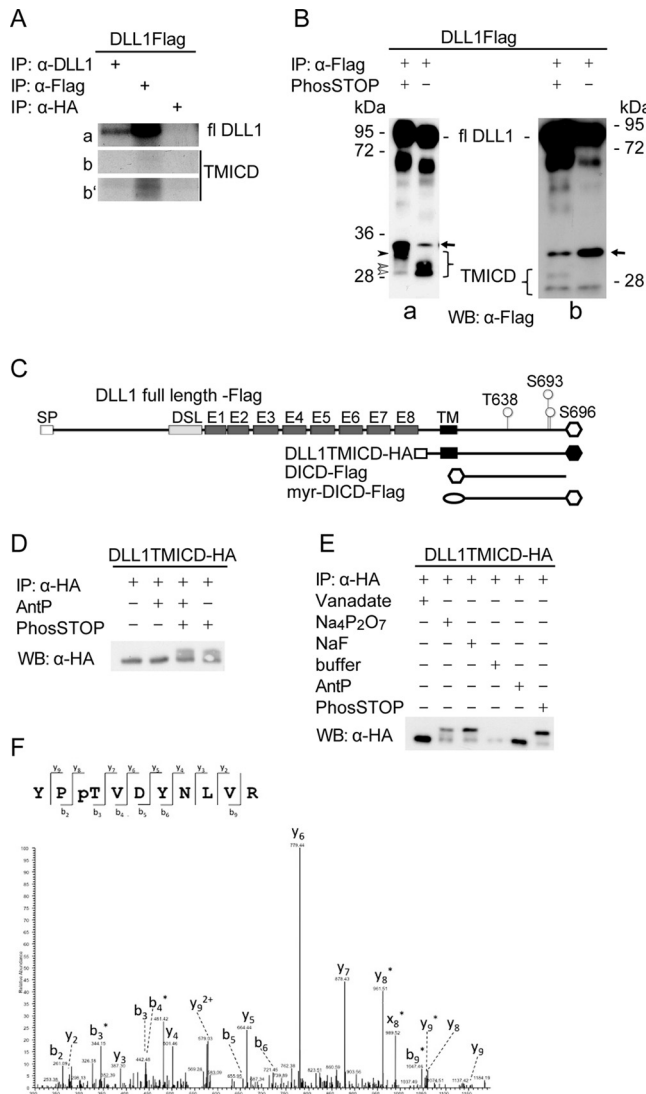 A
DLL1Flag
IP: α-DLL1 +
IP: α-Flag +
IP: α-HA +
a fl DLL1
b
b‘ TMICD
B
DLL1Flag
IP: α-Flag + + + +
PhosSTOP + − + −
kDa kDa
95 - - fl DLL1 - - 95
72 - - 72
36 -
28 - TMICD - 28
a WB: α-Flag b
C
DLL1 full length -Flag
SP DSL E1 E2 E3 E4 E5 E6 E7 E8 TM T638 S693 S696
DLL1TMICD-HA
DICD-Flag
myr-DICD-Flag
D
DLL1TMICD-HA
IP: α-HA + + + +
AntP − + + −
PhosSTOP − − + +
WB: α-HA
E
DLL1TMICD-HA
IP: α-HA + + + + + +
Vanadate + − − − − −
Na4P2O7 − + − − − −
NaF − − + − − −
buffer − − − + − −
AntP − − − − + −
PhosSTOP − − − − − +
WB: α-HA
F
y9 y8 y7 y6 y5 y4 y3 y2
Y P pT V D Y N L V R
b2 b3 b4 b5 b6 b9
Relative Abundance
y6
779.44
y7
878.43
y8*
x8*
y9*
y8
y9
b9*
b2
y2
b3*
y3
b3
b4*
y4
y9 2+
b5
y5
b6